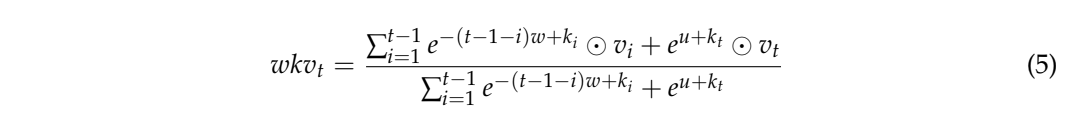 $$wkv_t = \frac{\sum_{i=1}^{t-1} e^{-(t-1-i)w+k_i} \odot v_i + e^{u+k_t} \odot v_t}{\sum_{i=1}^{t-1} e^{-(t-1-i)w+k_i} + e^{u+k_t}} \quad (5)$$